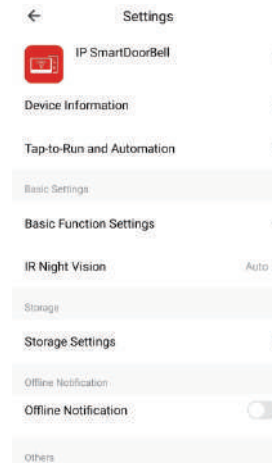 Settings
IP SmartDoorBell
Device Information
Tap-to-Run and Automation
Basic Settings
Basic Function Settings
IR Night Vision Auto
Storage
Storage Settings
Offline Notification
Offline Notification
Others